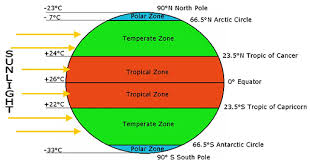 -23°C
90°N North Pole
-7°C
Polar Zone
66.5°N Arctic Circle
Temperate Zone
+24°C
23.5°N Tropic of Cancer
Tropical Zone
+26°C
0° Equator
Tropical Zone
+22°C
23.5°S Tropic of Capricorn
Temperate Zone
66.5°N Antarctic Circle
Polar Zone
-33°C
90° S South Pole
SUNLIGHT